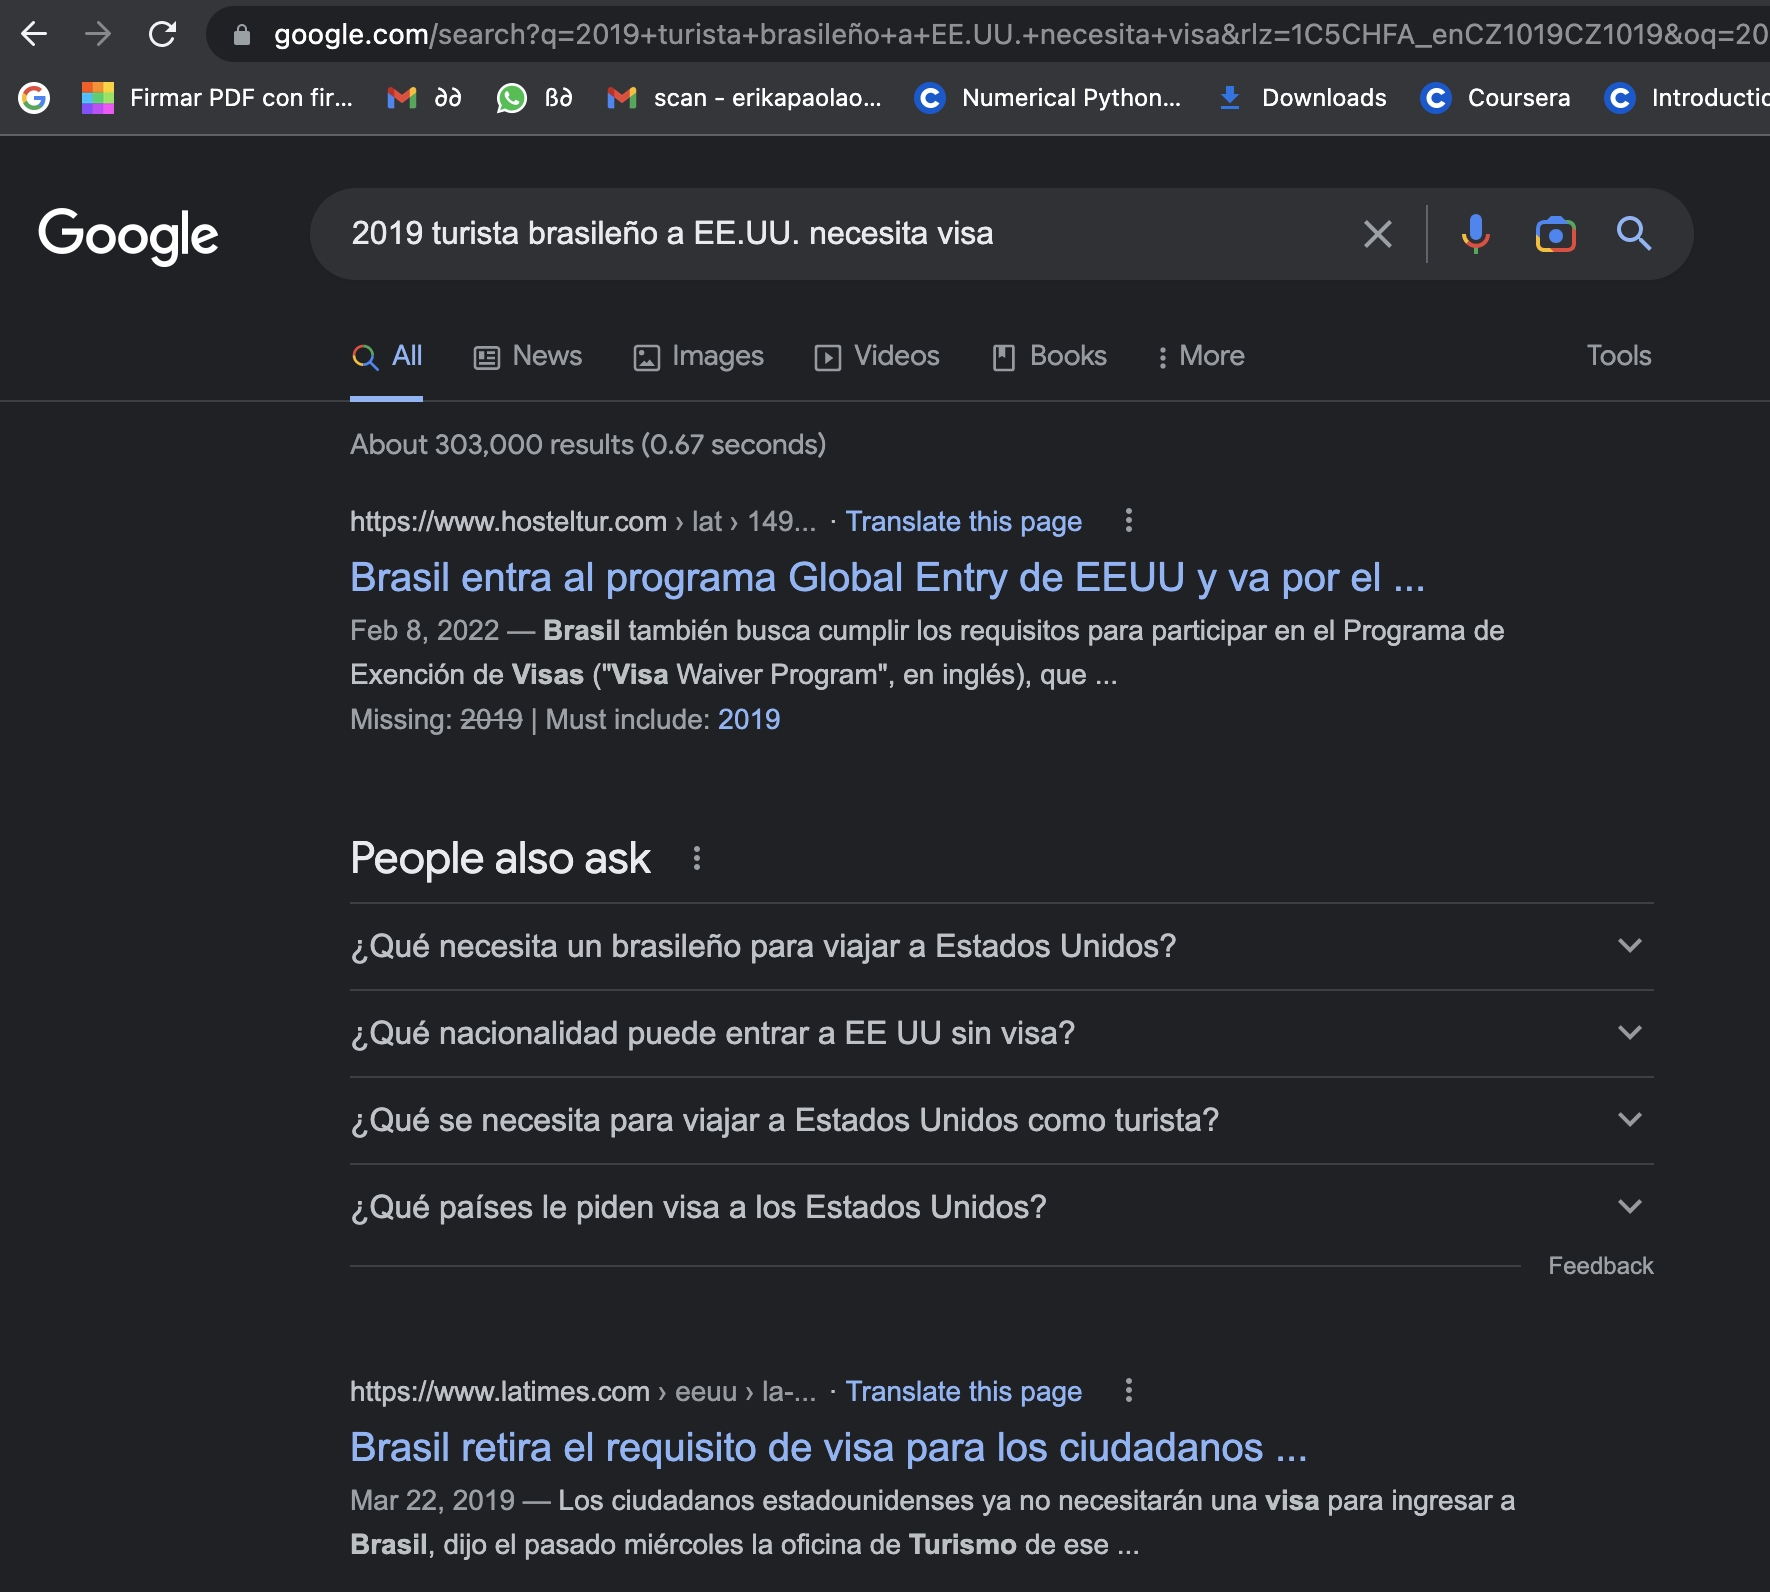 google.com/search?q=2019+turista+brasileño+a+EE.UU.+necesita+visa&rlz=1C5CHFA_enCZ1019CZ1019&oq=20
Firmar PDF con fir... ∂∂ ß∂ scan - erikapaolao... Numerical Python... Downloads Coursera Introductio
Google 2019 turista brasileño a EE.UU. necesita visa
All News Images Videos Books More Tools
About 303,000 results (0.67 seconds)
https://www.hosteltur.com › lat › 149... · Translate this page
Brasil entra al programa Global Entry de EEUU y va por el ...
Feb 8, 2022 — Brasil también busca cumplir los requisitos para participar en el Programa de
Exención de Visas ("Visa Waiver Program", en inglés), que ...
Missing: 2019 | Must include: 2019
People also ask
¿Qué necesita un brasileño para viajar a Estados Unidos?
¿Qué nacionalidad puede entrar a EE UU sin visa?
¿Qué se necesita para viajar a Estados Unidos como turista?
¿Qué países le piden visa a los Estados Unidos?
Feedback
https://www.latimes.com › eeuu › la-... · Translate this page
Brasil retira el requisito de visa para los ciudadanos ...
Mar 22, 2019 — Los ciudadanos estadounidenses ya no necesitarán una visa para ingresar a
Brasil, dijo el pasado miércoles la oficina de Turismo de ese ...